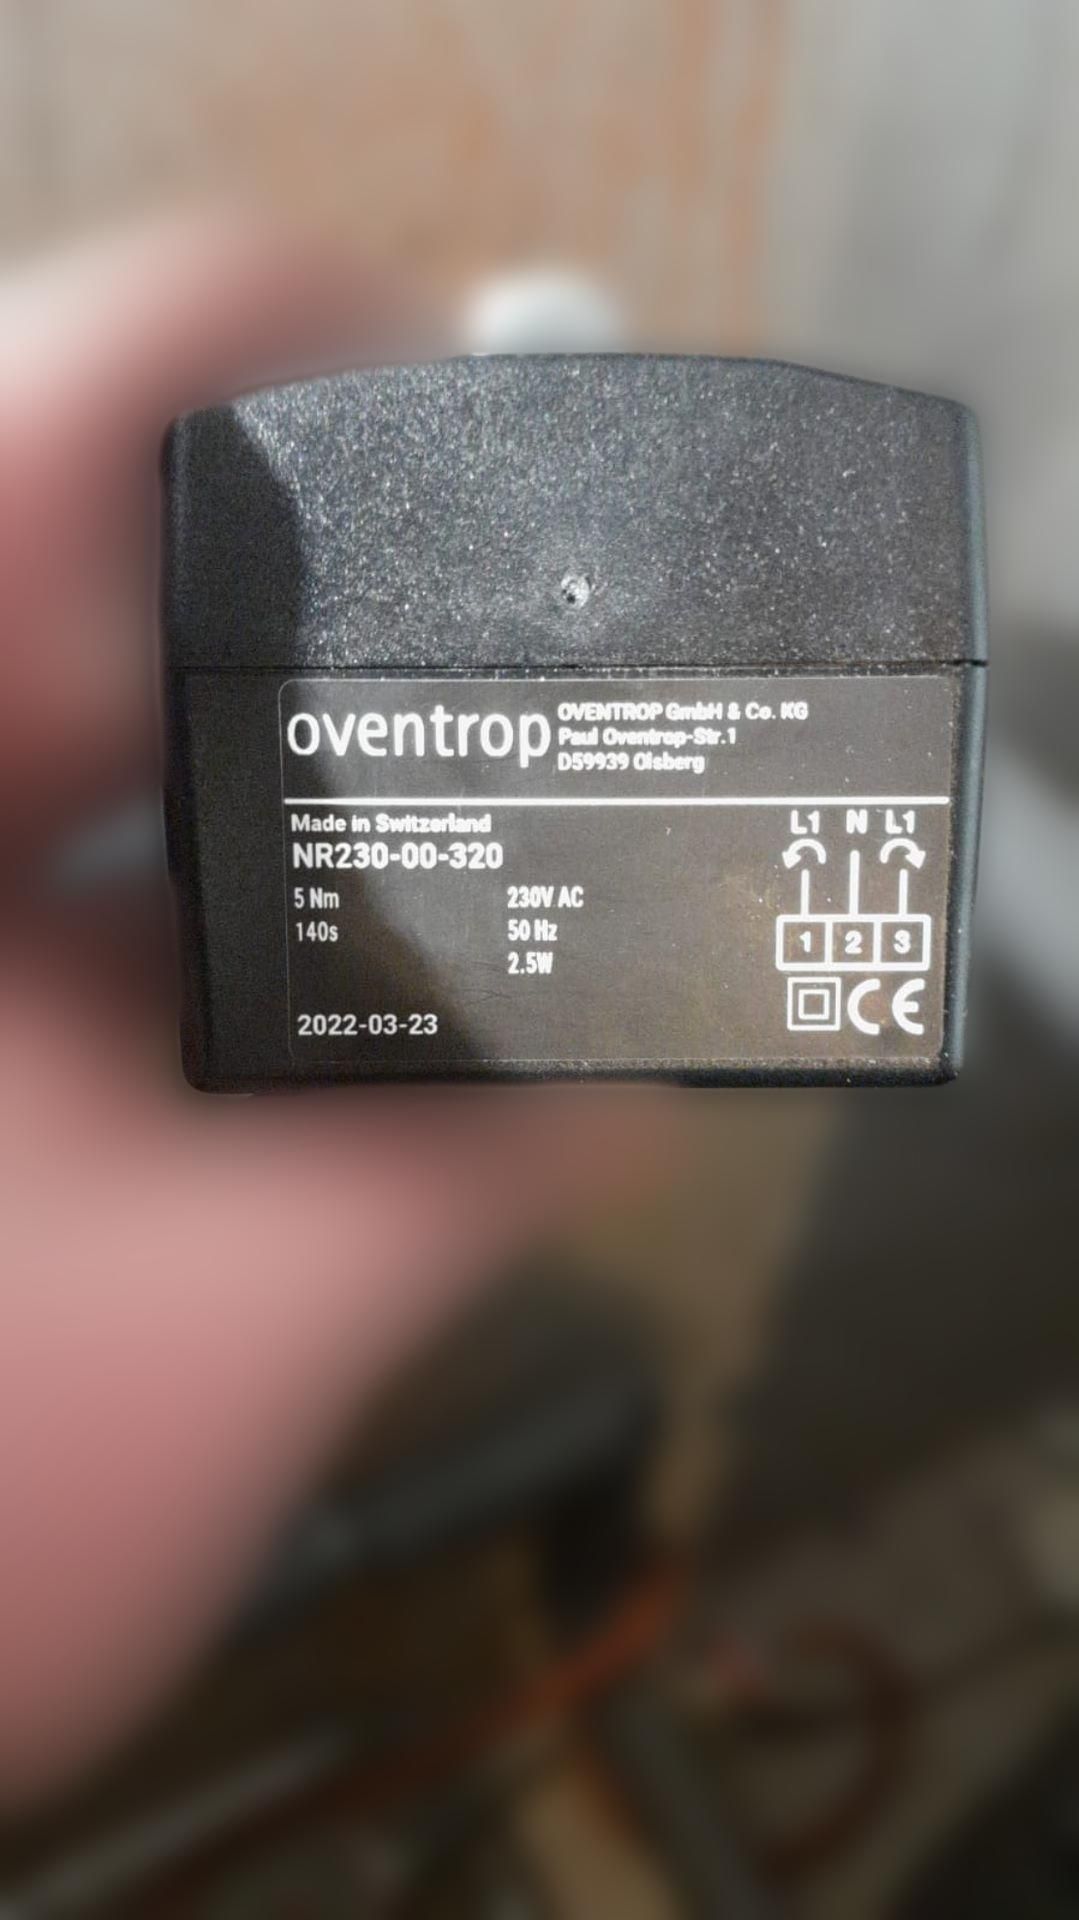 oventrop
OVENTROP GmbH & Co. KG
Paul Oventrop-Str.1
D59939 Olsberg
Made in Switzerland
NR230-00-320
5 Nm 230V AC
140s 50 Hz
2.5W
2022-03-23
L1 N L1
1 2 3
CE